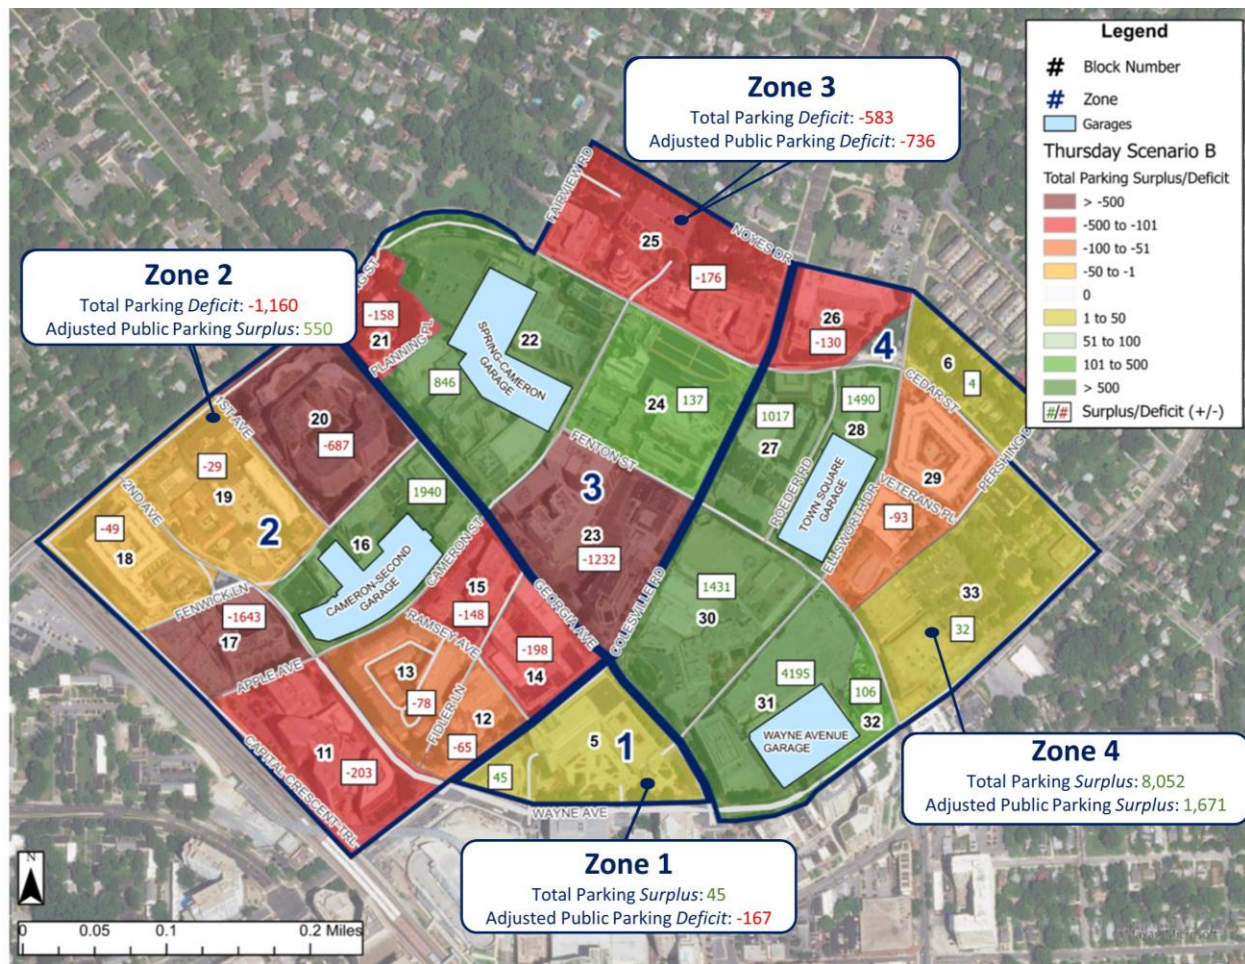 Legend
# Block Number
# Zone
Garages
Thursday Scenario B
Total Parking Surplus/Deficit
> -500
-500 to -101
-100 to -51
-50 to -1
0
1 to 50
51 to 100
101 to 500
> 500
#/# Surplus/Deficit (+/-)
Zone 3
Total Parking Deficit: -583
Adjusted Public Parking Deficit: -736
Zone 2
Total Parking Deficit: -1,160
Adjusted Public Parking Surplus: 550
FAIRVIEW RD
NOYES DR
25
-176
-158
21
PLANNING PL
22
SPRING-CAMERON
GARAGE
846
26
-130
4
6
4
CEDAR ST
24
137
1017
27
1490
28
1ST AVE
20
-687
FENTON ST
ROEDER RD
TOWN SQUARE
GARAGE
29
VETERANS PL
-93
ELLSWORTH DR
-29
19
2ND AVE
2
1940
16
CAMERON-SECOND
GARAGE
CAMERON ST
3
23
-1232
COLESVILLE RD
-49
18
FENWICK LN
-1643
17
APPLE AVE
15
-148
RAMSEY AVE
GEORGIA AVE
-198
14
1431
30
33
32
13
-78
FIDLER LN
12
-65
11
-203
CAPITAL CRESCENT TRL
5
1
45
WAYNE AVE
4195
31
106
32
WAYNE AVENUE
GARAGE
Zone 4
Total Parking Surplus: 8,052
Adjusted Public Parking Surplus: 1,671
Zone 1
Total Parking Surplus: 45
Adjusted Public Parking Deficit: -167
N
0 0.05 0.1 0.2 Miles